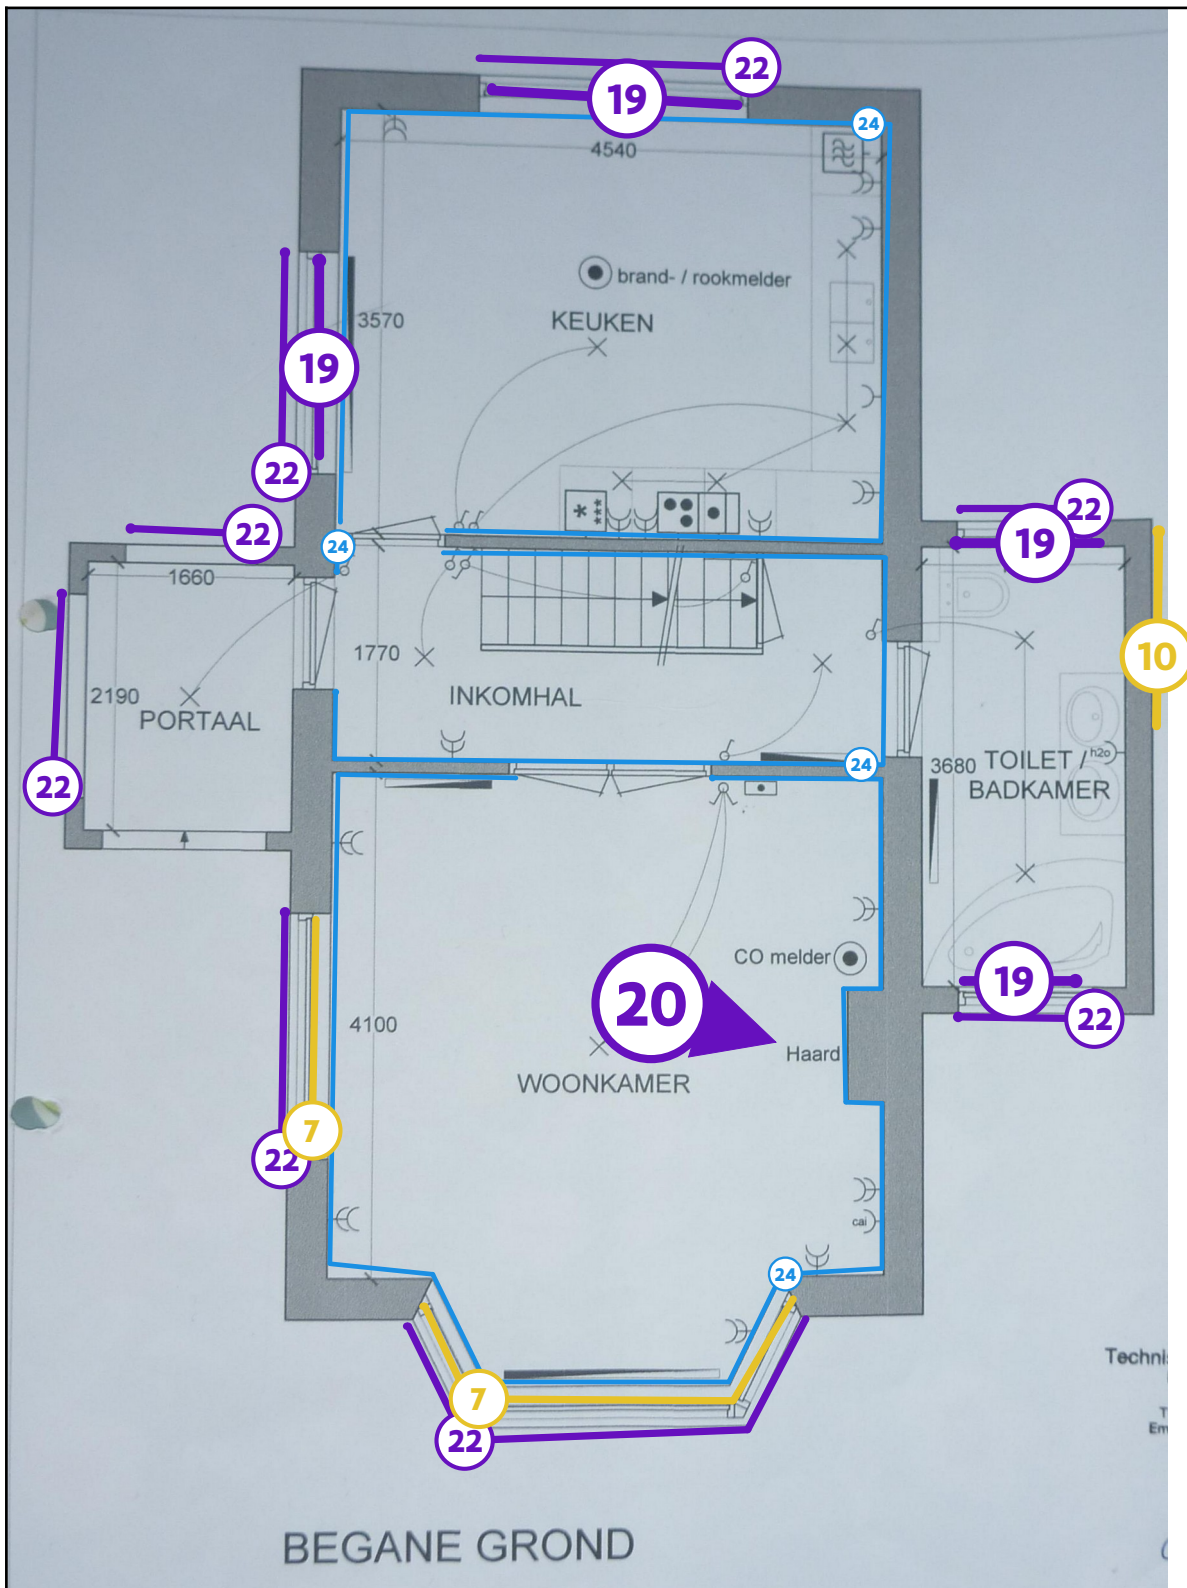 22
19
24
4540
brand- / rookmelder
3570
KEUKEN
19
22
22
22
24
19
1660
10
1770
2190
INKOMHAL
PORTAAL
TOILET /
h2o
3680
BADKAMER
22
24
CO melder
19
20
22
4100
Haard
WOONKAMER
7
22
cai
24
7
22
BEGANE GROND